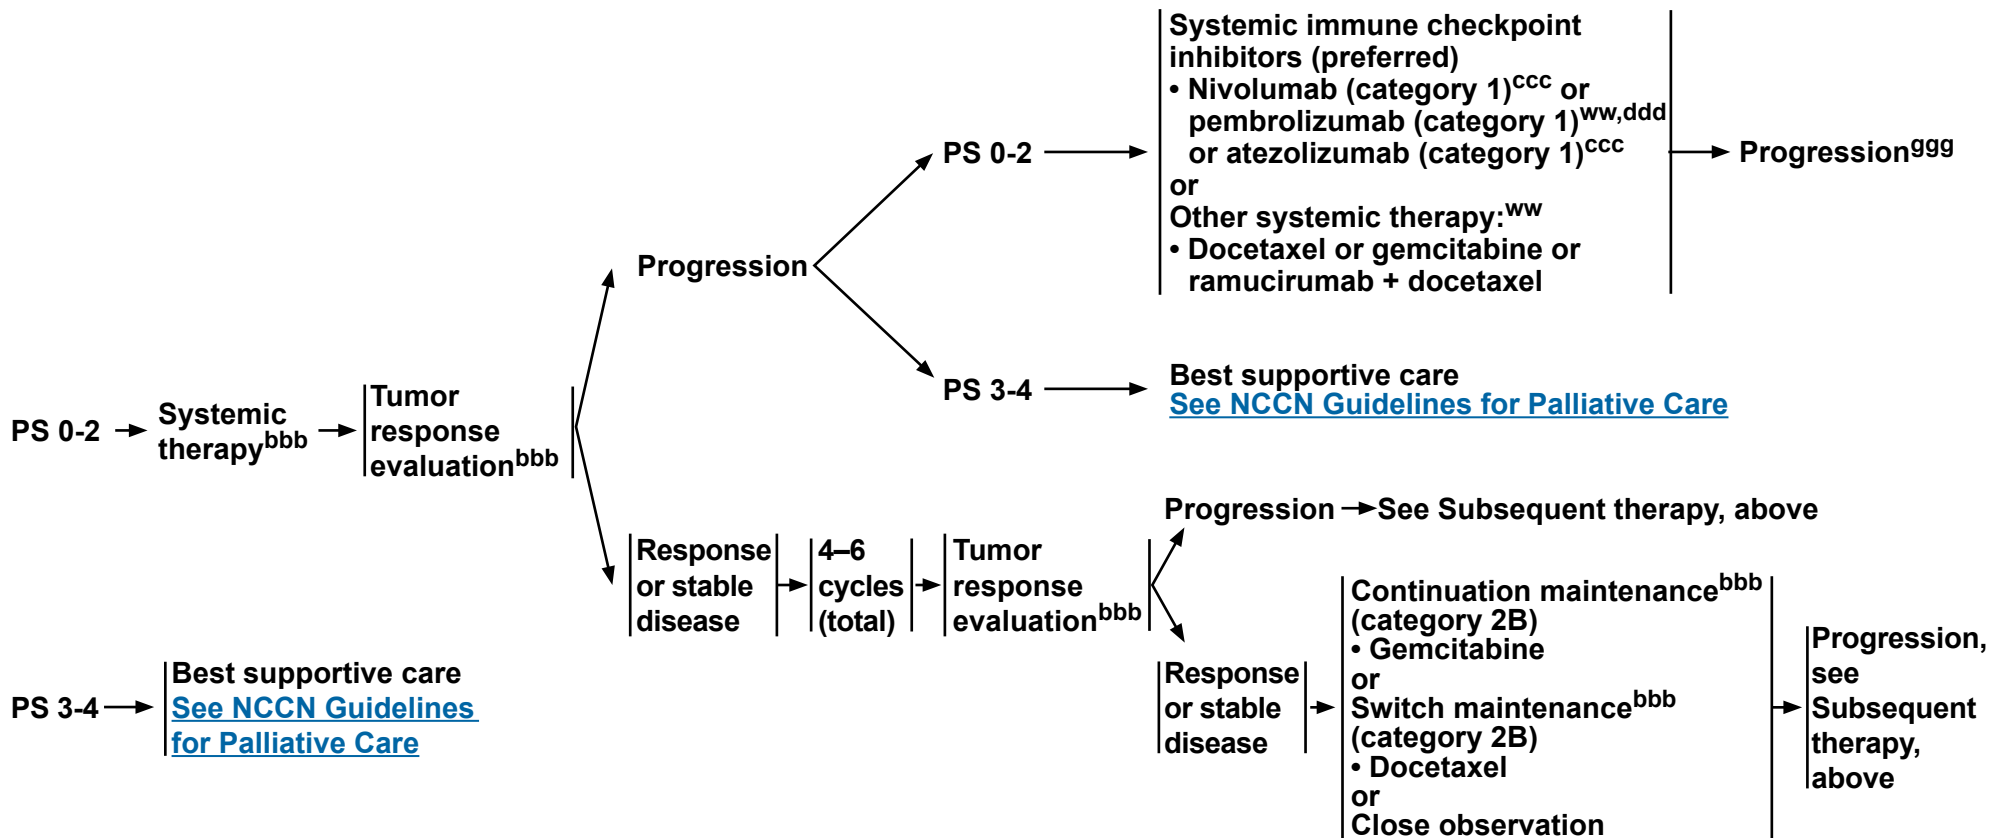 PS 0-2
Systemic
therapybbb
Tumor
response
evaluationbbb
Progression
PS 0-2
Systemic immune checkpoint
inhibitors (preferred)
• Nivolumab (category 1)ccc or
pembrolizumab (category 1)ww,ddd
or atezolizumab (category 1)ccc
or
Other systemic therapy:ww
• Docetaxel or gemcitabine or
ramucirumab + docetaxel
Progressionggg
PS 3-4
Best supportive care
See NCCN Guidelines for Palliative Care
Response
or stable
disease
4–6
cycles
(total)
Tumor
response
evaluationbbb
Progression
See Subsequent therapy, above
Response
or stable
disease
Continuation maintenancebbb
(category 2B)
• Gemcitabine
or
Switch maintenancebbb
(category 2B)
• Docetaxel
or
Close observation
Progression,
see
Subsequent
therapy,
above
PS 3-4
Best supportive care
See NCCN Guidelines
for Palliative Care